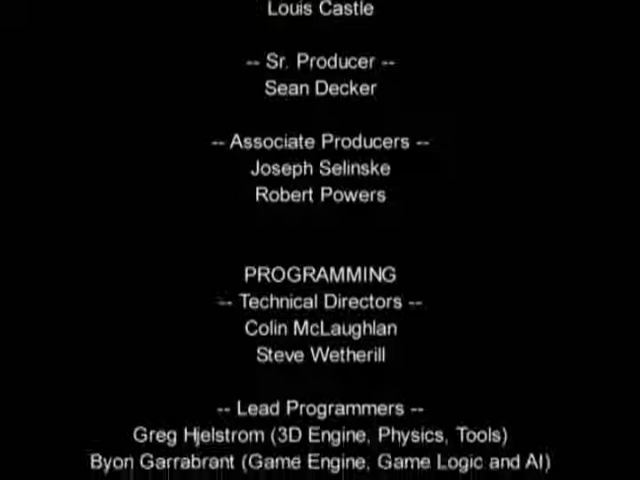 Louis Castle
-- Sr. Producer --
Sean Decker
-- Associate Producers --
Joseph Selinske
Robert Powers
PROGRAMMING
-- Technical Directors --
Colin McLaughlan
Steve Wetherill
-- Lead Programmers --
Greg Hjelstrom (3D Engine, Physics, Tools)
Byon Garrabrant (Game Engine, Game Logic and AI)